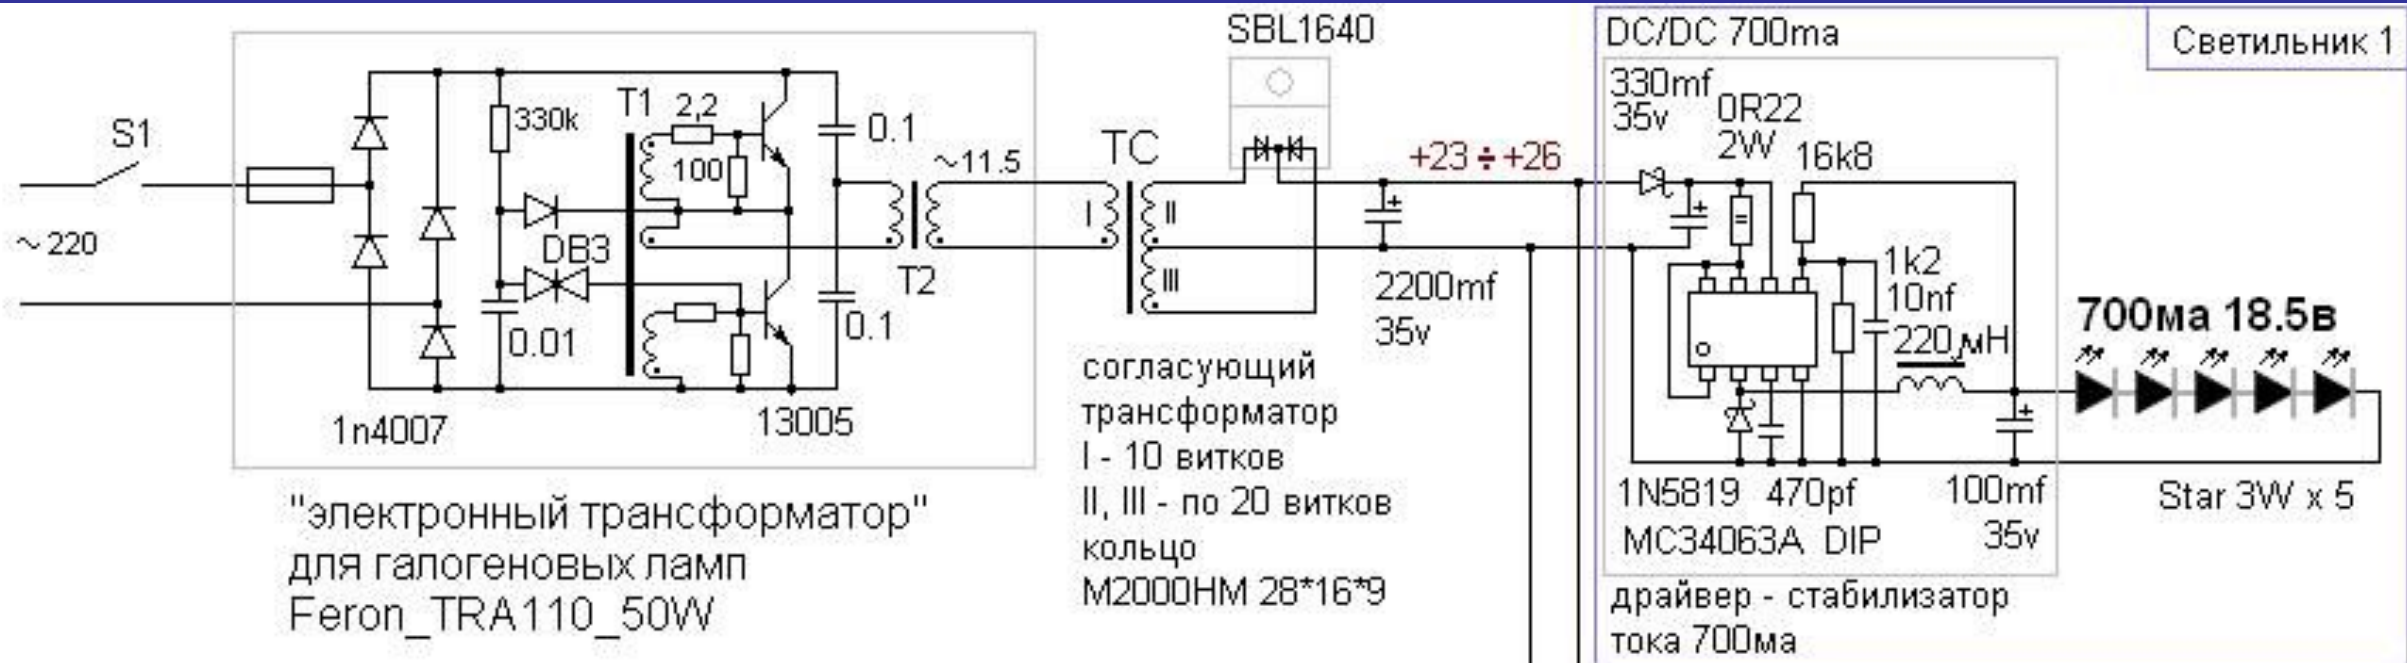 S1
~220
330k
T1
2,2
100
DB3
0.01
0.1
0.1
1n4007
13005
T2
~11.5
"электронный трансформатор"
для галогеновых ламп
Feron_TRA110_50W
SBL1640
TC
I
II
III
+23÷+26
2200mf
35v
согласующий
трансформатор
I - 10 витков
II, III - по 20 витков
кольцо
М2000НМ 28*16*9
DC/DC 700ma
Светильник 1
330mf
35v
0R22
2W
16k8
1k2
10nf
220мН
700ма 18.5в
1N5819 470pf
100mf
35v
MC34063A DIP
Star 3W x 5
драйвер - стабилизатор
тока 700ма